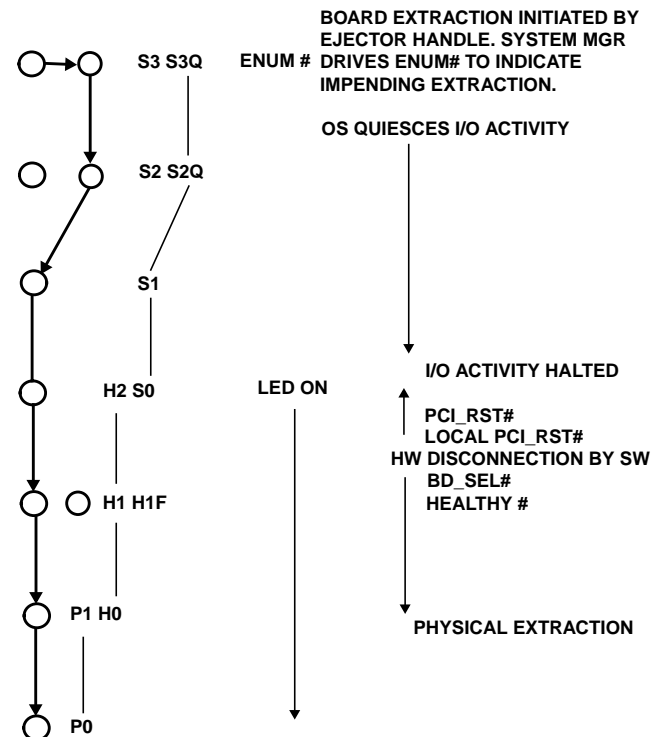 BOARD EXTRACTION INITIATED BY
EJECTOR HANDLE. SYSTEM MGR
S3 S3Q ENUM # DRIVES ENUM# TO INDICATE
IMPENDING EXTRACTION.
OS QUIESCES I/O ACTIVITY
S2 S2Q
S1
I/O ACTIVITY HALTED
H2 S0 LED ON
PCI_RST#
LOCAL PCI_RST#
HW DISCONNECTION BY SW
BD_SEL#
H1 H1F HEALTHY #
P1 H0
PHYSICAL EXTRACTION
P0